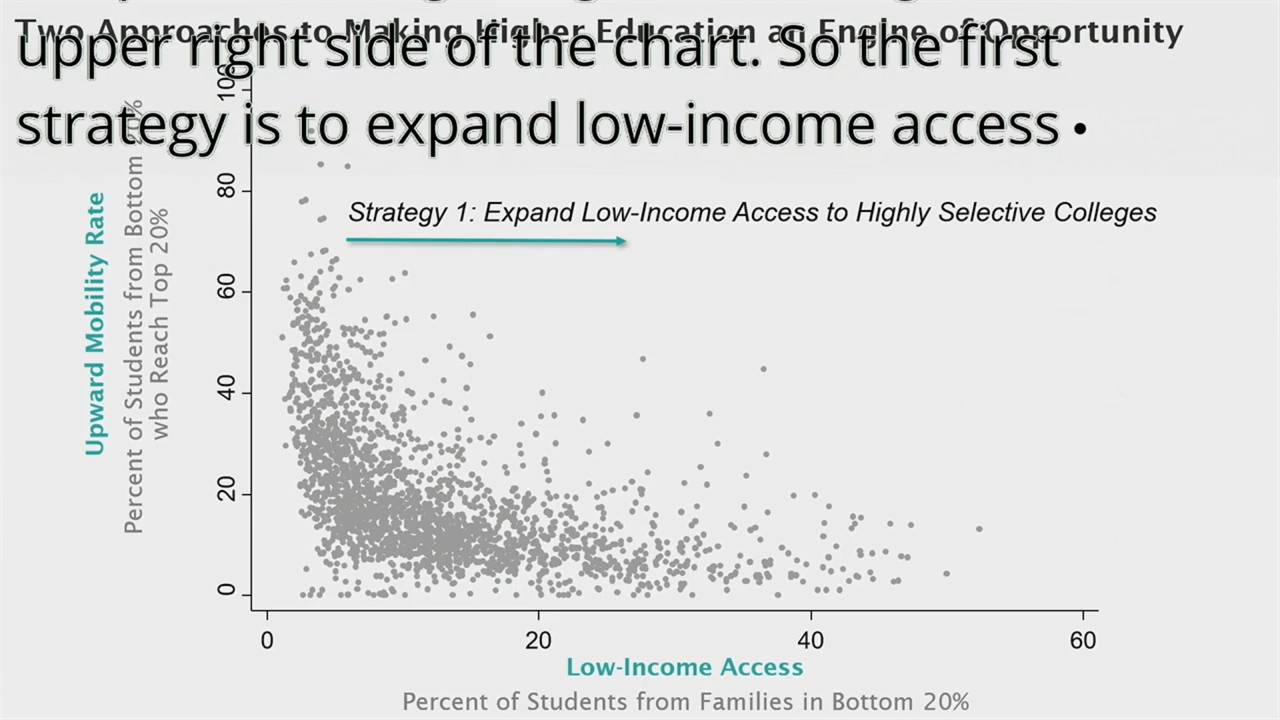 Two Approaches to Making Higher Education an Engine of Opportunity
upper right side of the chart. So the first
strategy is to expand low-income access •
100
80
60
40
20
0
Upward Mobility Rate
Percent of Students from Bottom 20%
who Reach Top 20%
Strategy 1: Expand Low-Income Access to Highly Selective Colleges
0
20
40
60
Low-Income Access
Percent of Students from Families in Bottom 20%